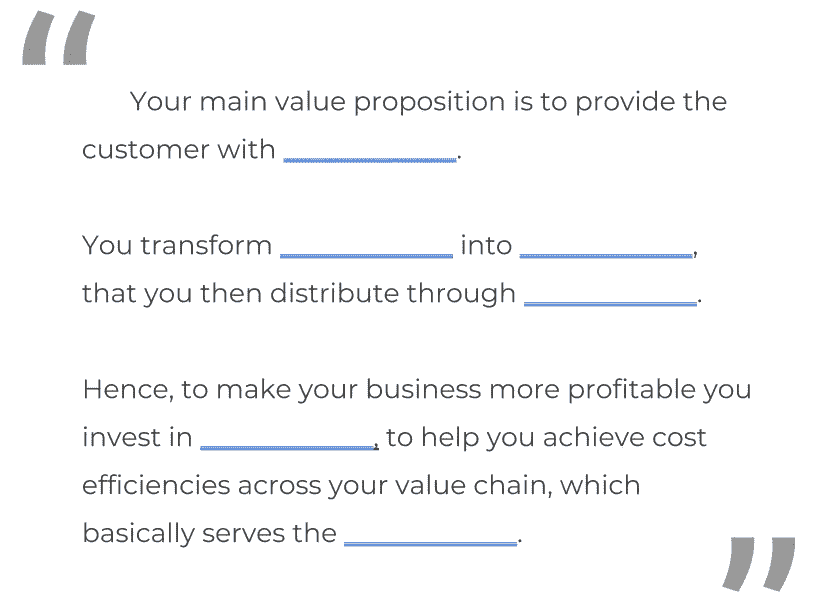 “
Your main value proposition is to provide the
customer with ____________.
You transform ____________ into ____________,
that you then distribute through ____________.
Hence, to make your business more profitable you
invest in ____________, to help you achieve cost
efficiencies across your value chain, which
basically serves the ____________.
”